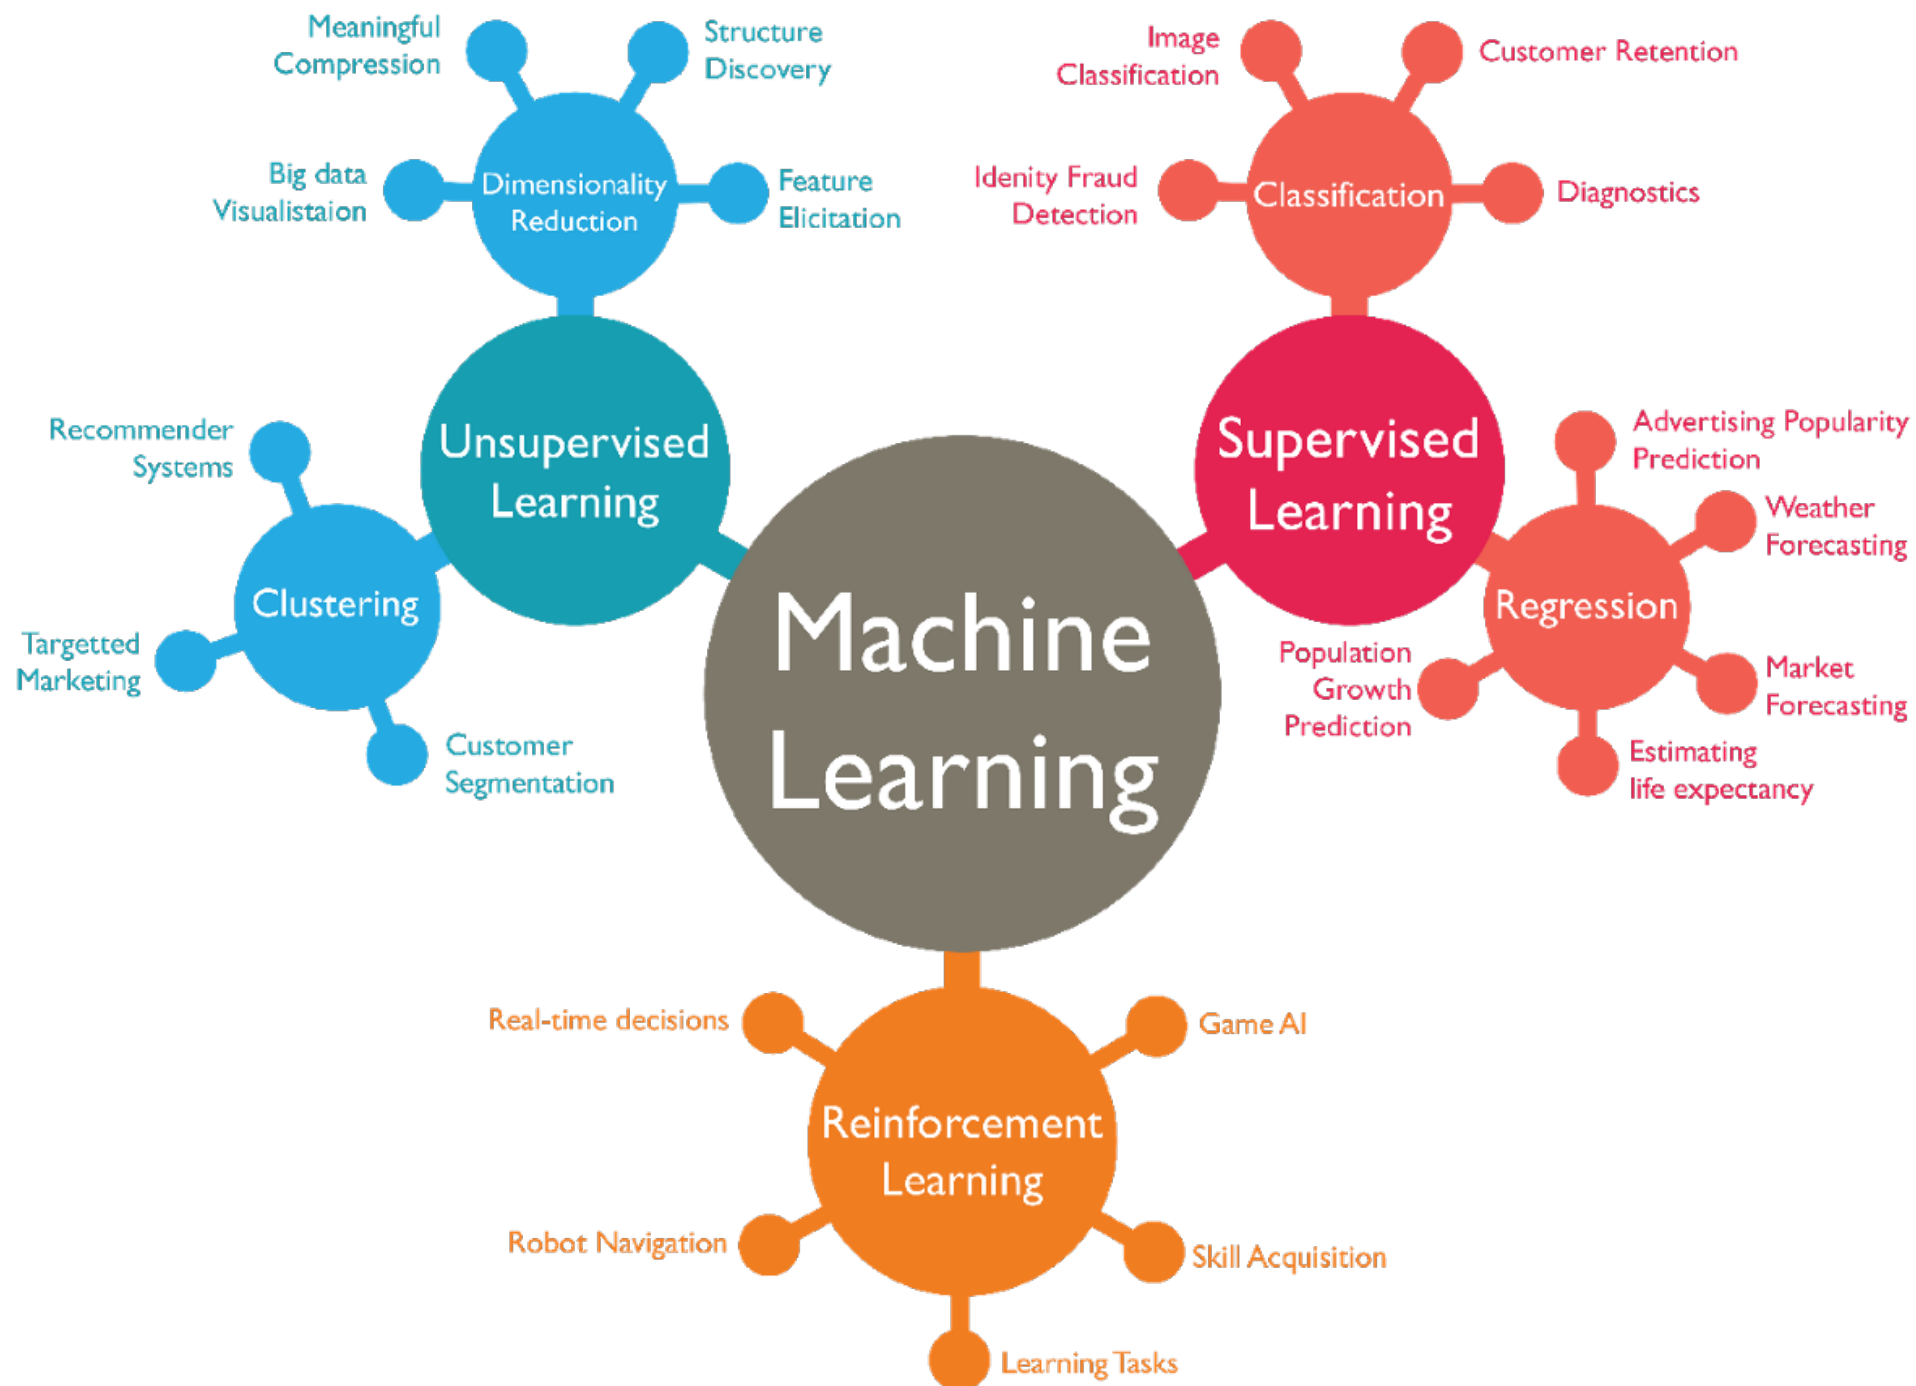 Meaningful
Compression
Structure
Discovery
Big data
Visualistaion
Dimensionality
Reduction
Feature
Elicitation
Image
Classification
Customer Retention
Idenity Fraud
Detection
Classification
Diagnostics
Unsupervised
Learning
Recommender
Systems
Clustering
Targetted
Marketing
Customer
Segmentation
Supervised
Learning
Advertising Popularity
Prediction
Weather
Forecasting
Regression
Population
Growth
Prediction
Market
Forecasting
Estimating
life expectancy
Machine
Learning
Real-time decisions
Game AI
Reinforcement
Learning
Robot Navigation
Skill Acquisition
Learning Tasks